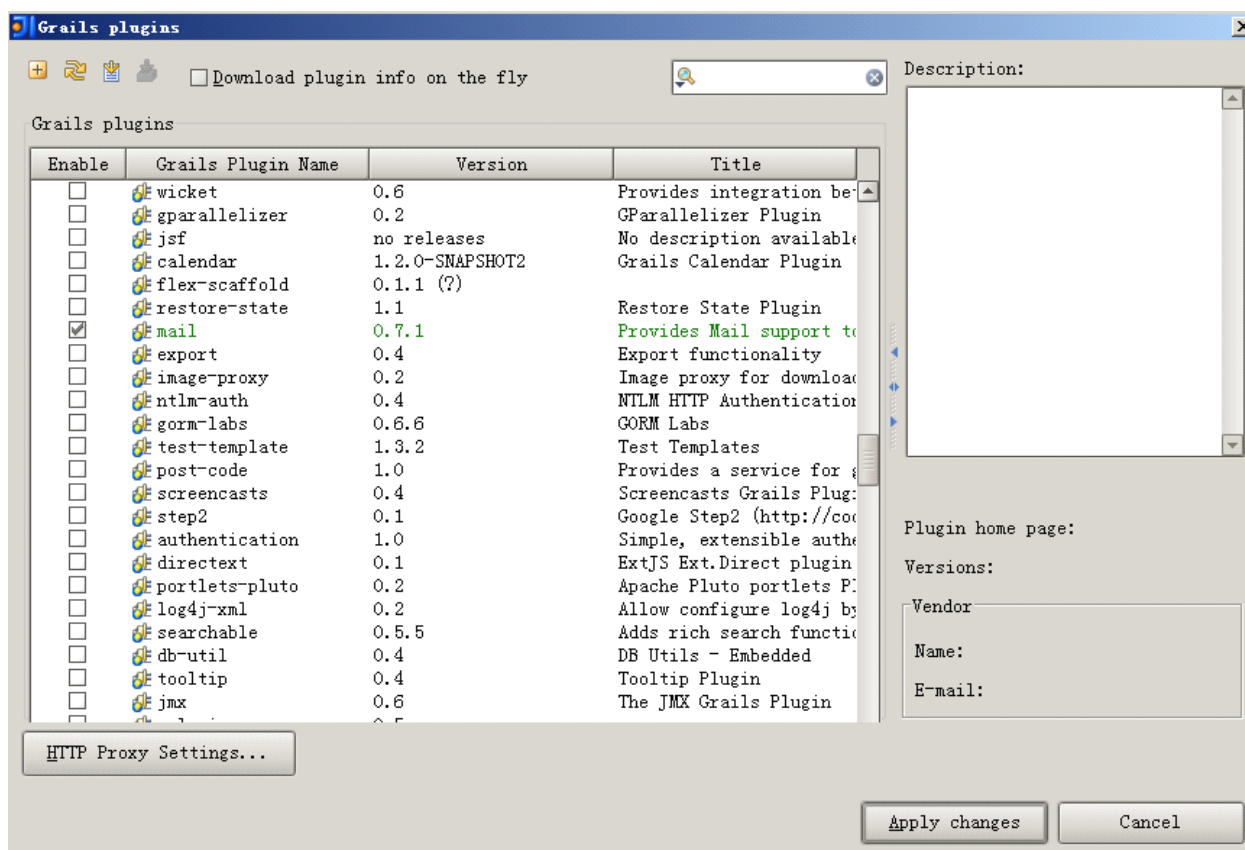 Grails plugins
Download plugin info on the fly
Description:
Grails plugins
Enable Grails Plugin Name Version Title
wicket 0.6 Provides integration be
gparallelizer 0.2 GParallelizer Plugin
jsf no releases No description available
calendar 1.2.0-SNAPSHOT2 Grails Calendar Plugin
flex-scaffold 0.1.1 (?)
restore-state 1.1 Restore State Plugin
mail 0.7.1 Provides Mail support to
export 0.4 Export functionality
image-proxy 0.2 Image proxy for downloa
ntlm-auth 0.4 NTLM HTTP Authentication
gorm-labs 0.6.6 GORM Labs
test-template 1.3.2 Test Templates
post-code 1.0 Provides a service for
screencasts 0.4 Screencasts Grails Plug
step2 0.1 Google Step2 (http://co
authentication 1.0 Simple, extensible authe
directext 0.1 ExtJS Ext.Direct plugin
portlets-pluto 0.2 Apache Pluto portlets P
log4j-xml 0.2 Allow configure log4j by
searchable 0.5.5 Adds rich search functio
db-util 0.4 DB Utils - Embedded
tooltip 0.4 Tooltip Plugin
jmx 0.6 The JMX Grails Plugin
Plugin home page:
Versions:
Vendor
Name:
E-mail:
HTTP Proxy Settings...
Apply changes Cancel